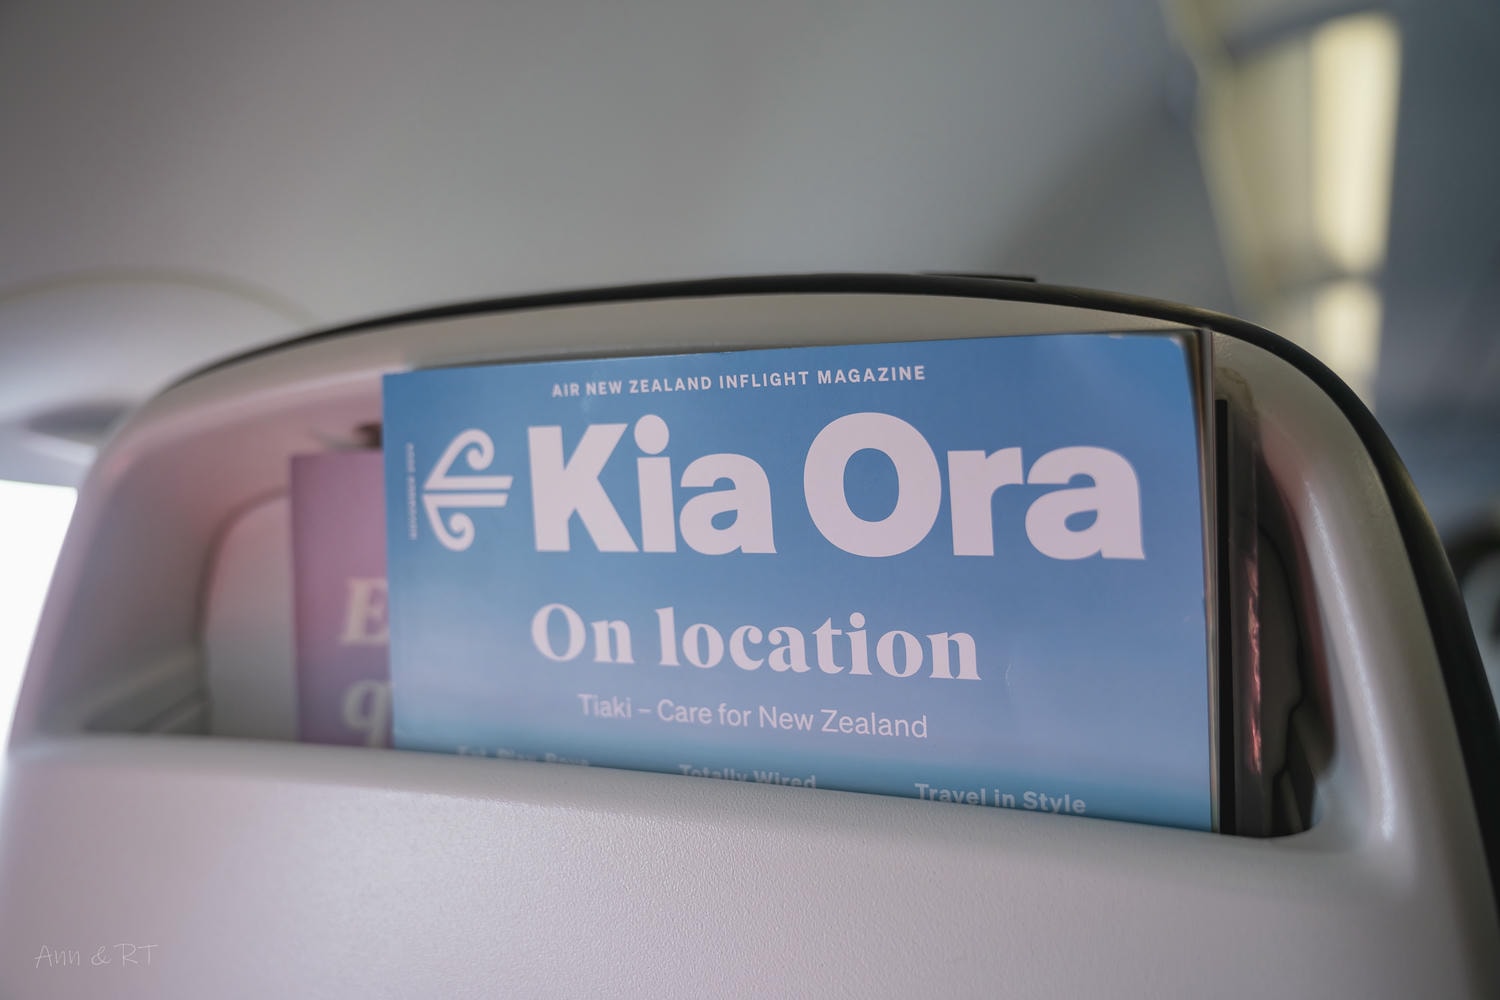 AIR NEW ZEALAND INFLIGHT MAGAZINE
Kia Ora
On location
Tiaki – Care for New Zealand
Totally Wired
Travel in Style
E
q
Ann & RT